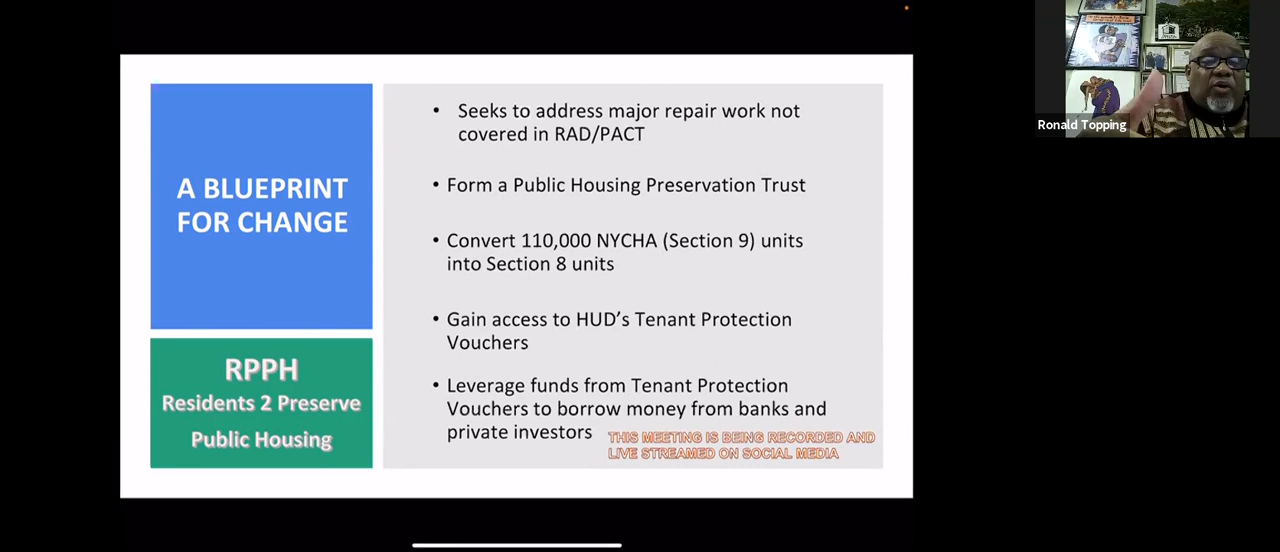 A BLUEPRINT
FOR CHANGE
RPPH
Residents 2 Preserve
Public Housing
• Seeks to address major repair work not
covered in RAD/PACT
• Form a Public Housing Preservation Trust
• Convert 110,000 NYCHA (Section 9) units
into Section 8 units
• Gain access to HUD's Tenant Protection
Vouchers
• Leverage funds from Tenant Protection
Vouchers to borrow money from banks and
private investors
THIS MEETING IS BEING RECORDED AND
LIVE STREAMED ON SOCIAL MEDIA
Ronald Topping